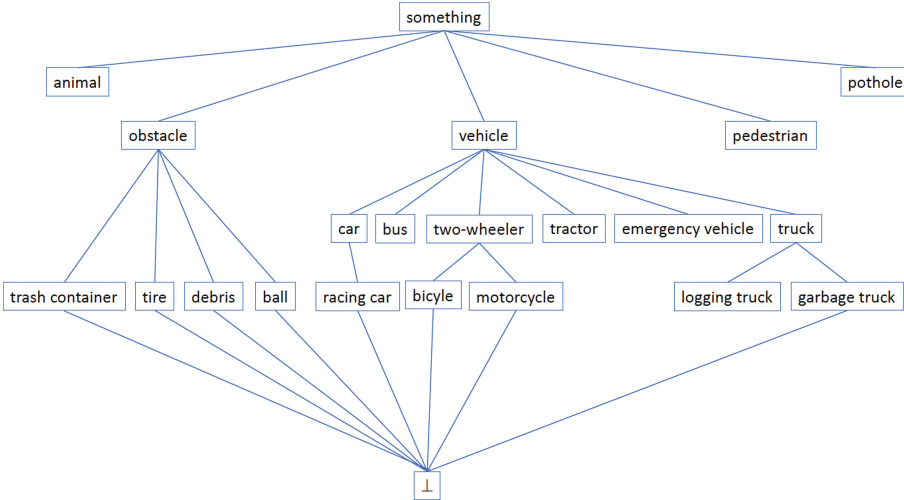 something
animal
pothole
obstacle
vehicle
pedestrian
car
bus
two-wheeler
tractor
emergency vehicle
truck
trash container
tire
debris
ball
racing car
bicyle
motorcycle
logging truck
garbage truck
⊥